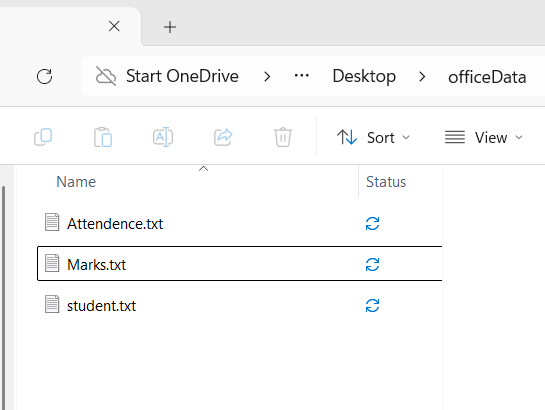 Start OneDrive > ... Desktop > officeData
Sort View
Name Status
Attendence.txt
Marks.txt
student.txt